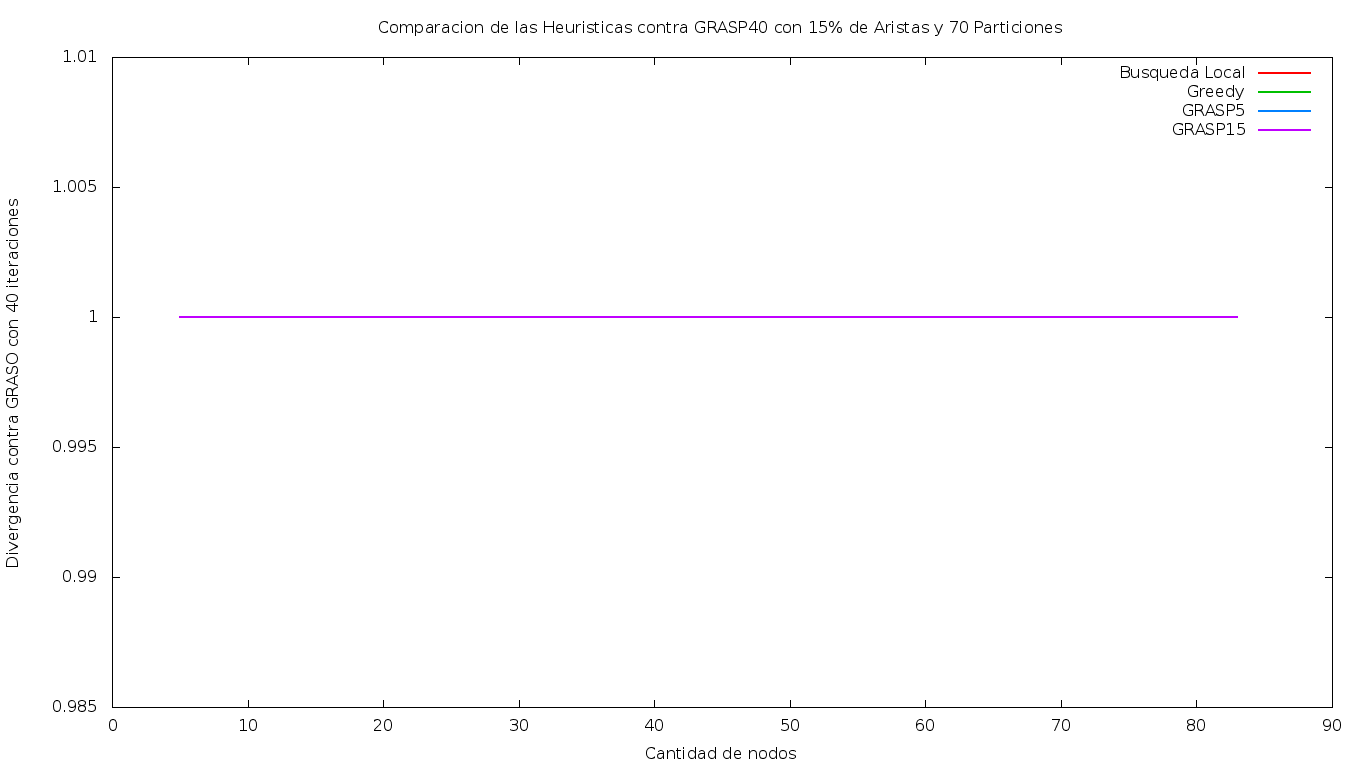 Comparacion de las Heuristicas contra GRASP40 con 15% de Aristas y 70 Particiones
Busqueda Local
Greedy
GRASP5
GRASP15
Divergencia contra GRASO con 40 iteraciones
1.01
1.005
1
0.995
0.99
0.985
0 10 20 30 40 50 60 70 80 90
Cantidad de nodos